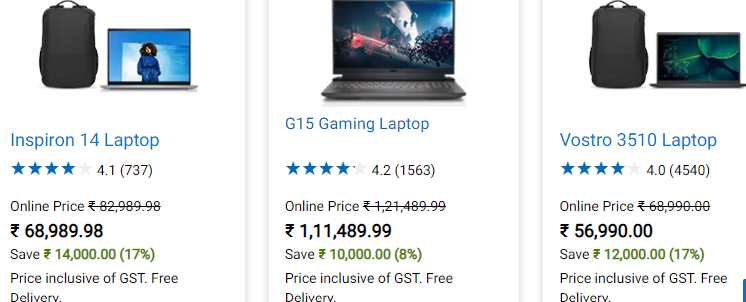 Inspiron 14 Laptop
4.1 (737)
Online Price ₹ 82,989.98
₹ 68,989.98
Save ₹ 14,000.00 (17%)
Price inclusive of GST. Free
Delivery.
G15 Gaming Laptop
4.2 (1563)
Online Price ₹ 1,21,489.99
₹ 1,11,489.99
Save ₹ 10,000.00 (8%)
Price inclusive of GST. Free
Delivery.
Vostro 3510 Laptop
4.0 (4540)
Online Price ₹ 68,990.00
₹ 56,990.00
Save ₹ 12,000.00 (17%)
Price inclusive of GST. Free
Delivery.